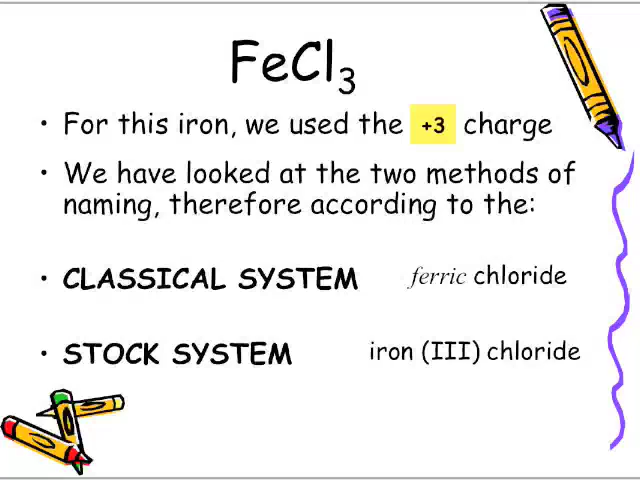 FeCl₃
• For this iron, we used the +3 charge
• We have looked at the two methods of
naming, therefore according to the:
• CLASSICAL SYSTEM ferric chloride
• STOCK SYSTEM iron (III) chloride